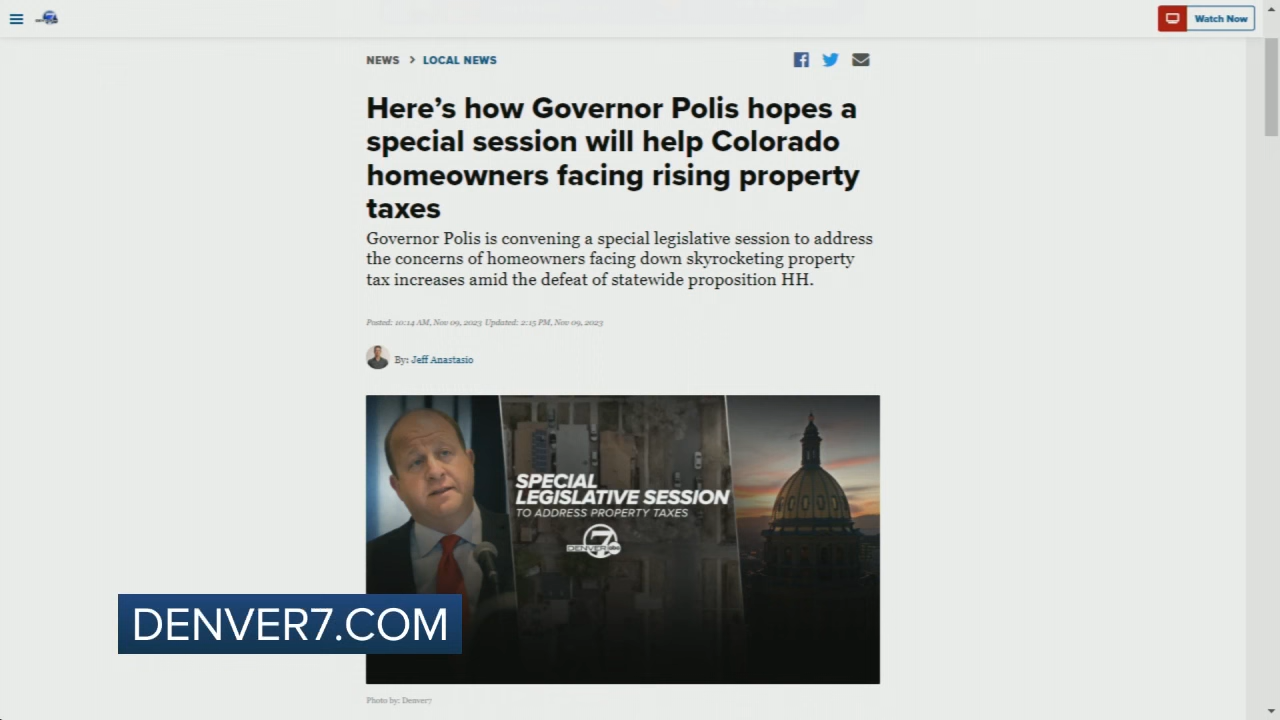 Watch Now
NEWS > LOCAL NEWS
Here's how Governor Polis hopes a
special session will help Colorado
homeowners facing rising property
taxes
Governor Polis is convening a special legislative session to address
the concerns of homeowners facing down skyrocketing property
tax increases amid the defeat of statewide proposition HH.
Posted: 10:14 AM, Nov 09, 2023 Updated: 2:15 PM, Nov 09, 2023
By: Jeff Anastasio
SPECIAL
LEGISLATIVE SESSION
TO ADDRESS PROPERTY TAXES
DENVER 7 abc
DENVER7.COM
Photo by: Denver7